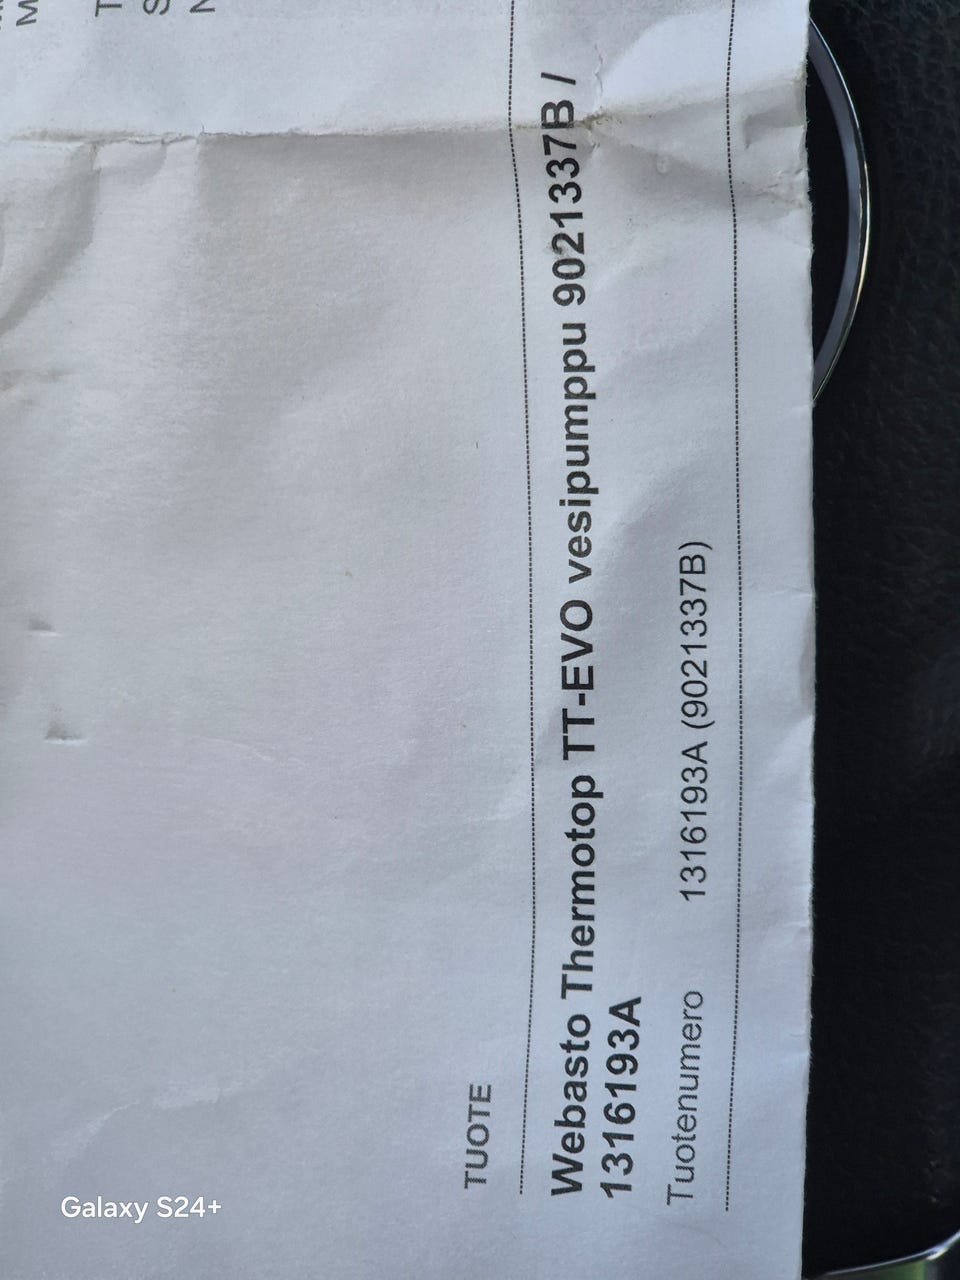 TUOTE
Webasto Thermotop TT-EVO vesipumppu 9021337B /
1316193A
Tuotenumero 1316193A (9021337B)
Galaxy S24+